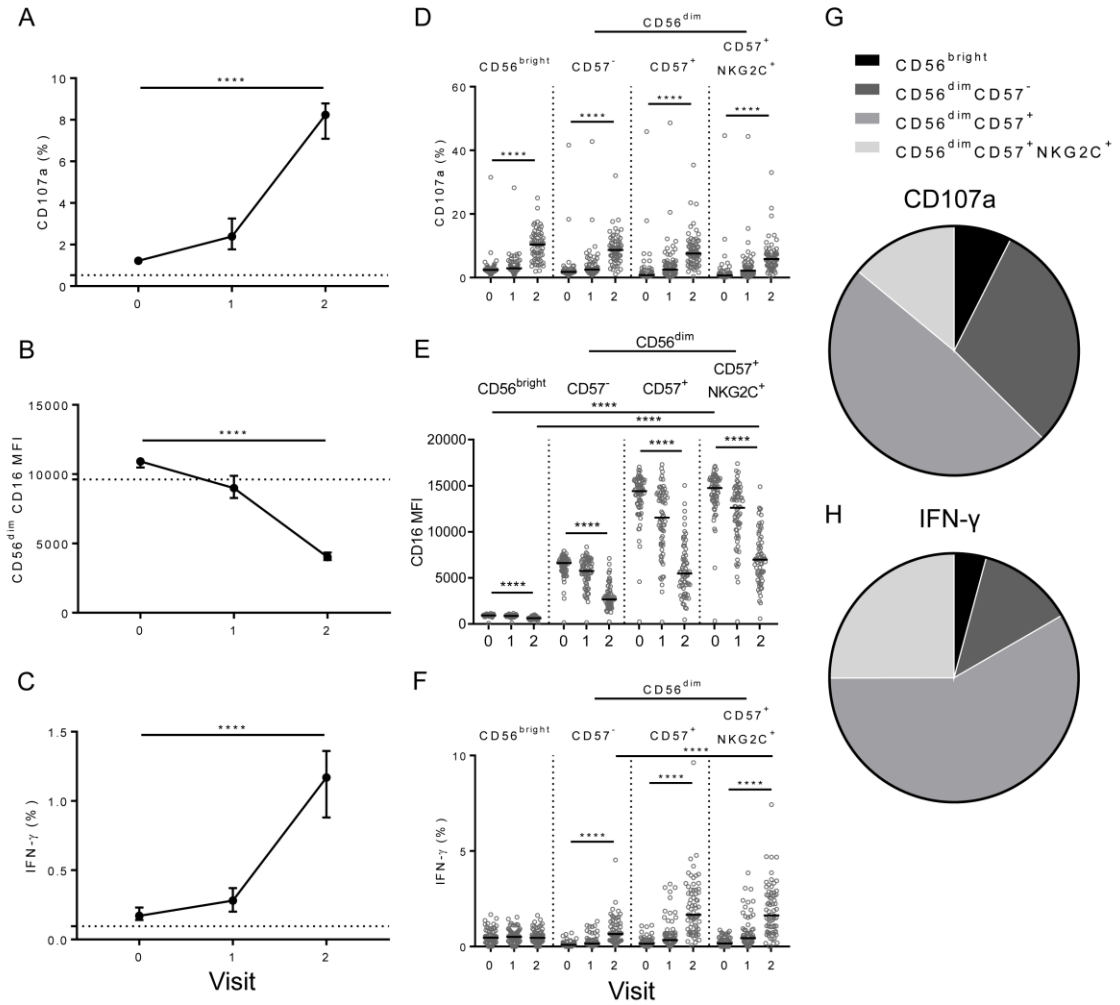 A
****
CD107a (%)
10
8
6
4
2
0
0 1 2
B
****
CD56dim CD16 MFI
15000
10000
5000
0
0 1 2
C
****
IFN-γ (%)
1.5
1.0
0.5
0.0
0 1 2
Visit
D
CD56dim
CD56bright CD57- CD57+ CD57+
NKG2C+
**** **** **** ****
CD107a (%)
60
40
20
0
0 1 2 0 1 2 0 1 2 0 1 2
E
CD56dim
CD56bright CD57- CD57+ CD57+
NKG2C+
****
****
**** **** **** ****
CD16 MFI
20000
15000
10000
5000
0
0 1 2 0 1 2 0 1 2 0 1 2
F
CD56dim
CD56bright CD57- CD57+ CD57+
NKG2C+
****
**** **** ****
IFN-γ (%)
10
5
0
0 1 2 0 1 2 0 1 2 0 1 2
Visit
G
CD56bright
CD56dimCD57-
CD56dimCD57+
CD56dimCD57+NKG2C+
CD107a
H
IFN-γ